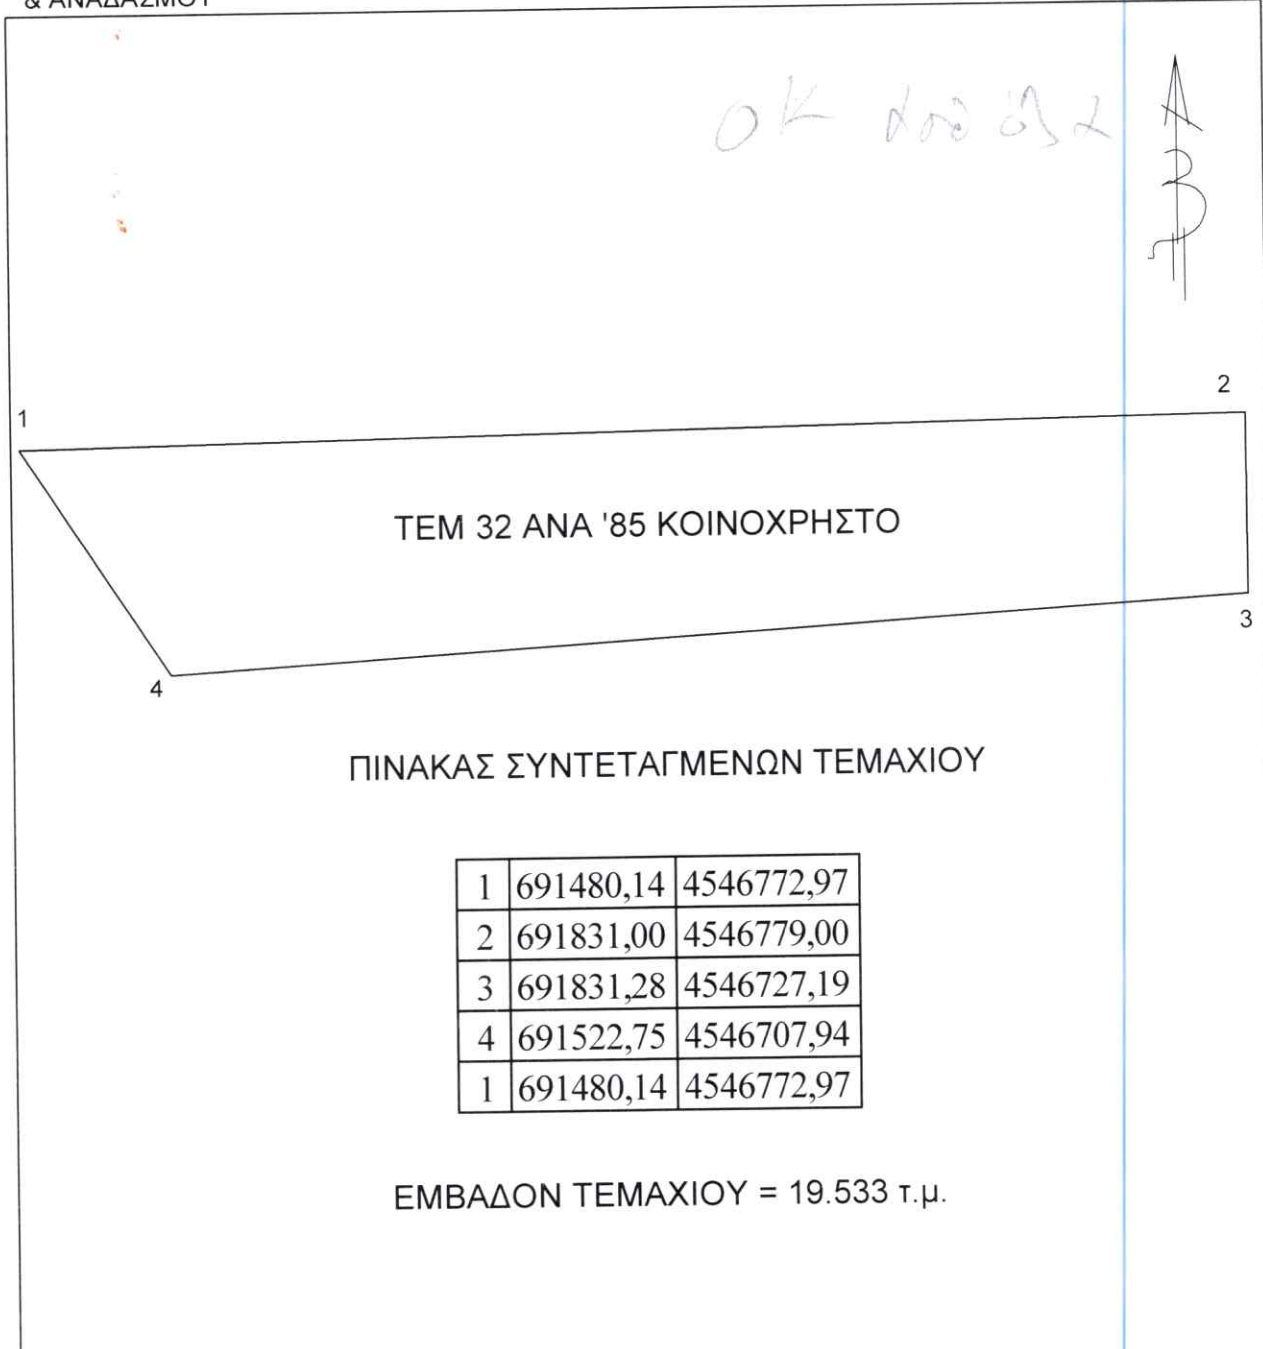 & ΑΝΑΔΑΣΜΟΥ
OK από όλα
1
2
ΤΕΜ 32 ΑΝΑ '85 ΚΟΙΝΟΧΡΗΣΤΟ
3
4
ΠΙΝΑΚΑΣ ΣΥΝΤΕΤΑΓΜΕΝΩΝ ΤΕΜΑΧΙΟΥ
1 691480,14 4546772,97
2 691831,00 4546779,00
3 691831,28 4546727,19
4 691522,75 4546707,94
1 691480,14 4546772,97
ΕΜΒΑΔΟΝ ΤΕΜΑΧΙΟΥ = 19.533 τ.μ.